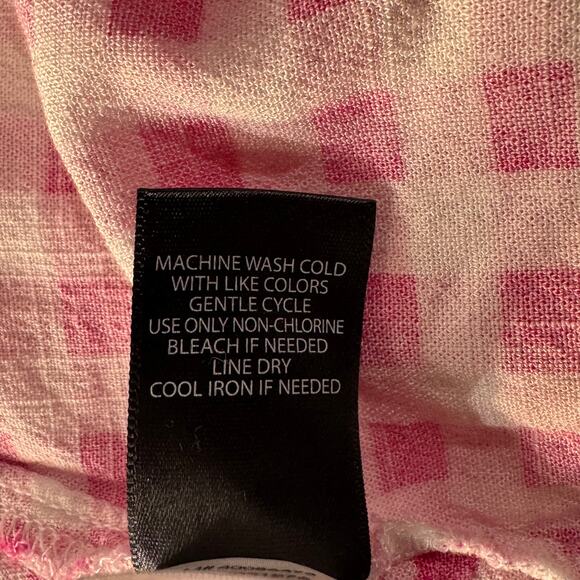 MACHINE WASH COLD
WITH LIKE COLORS
GENTLE CYCLE
USE ONLY NON-CHLORINE
BLEACH IF NEEDED
LINE DRY
COOL IRON IF NEEDED